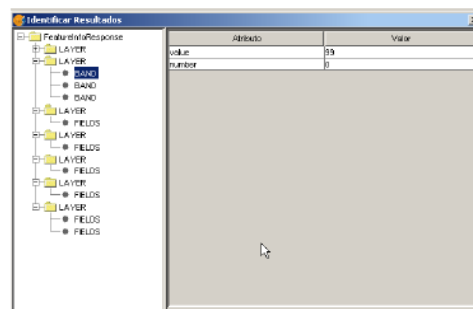 Identificar Resultados
FeatureInfoResponse
LAYER
LAYER
BAND
BAND
BAND
LAYER
FIELDS
LAYER
FIELDS
LAYER
FIELDS
LAYER
FIELDS
LAYER
FIELDS
FIELDS
Atributo Valor
value 99
number 0